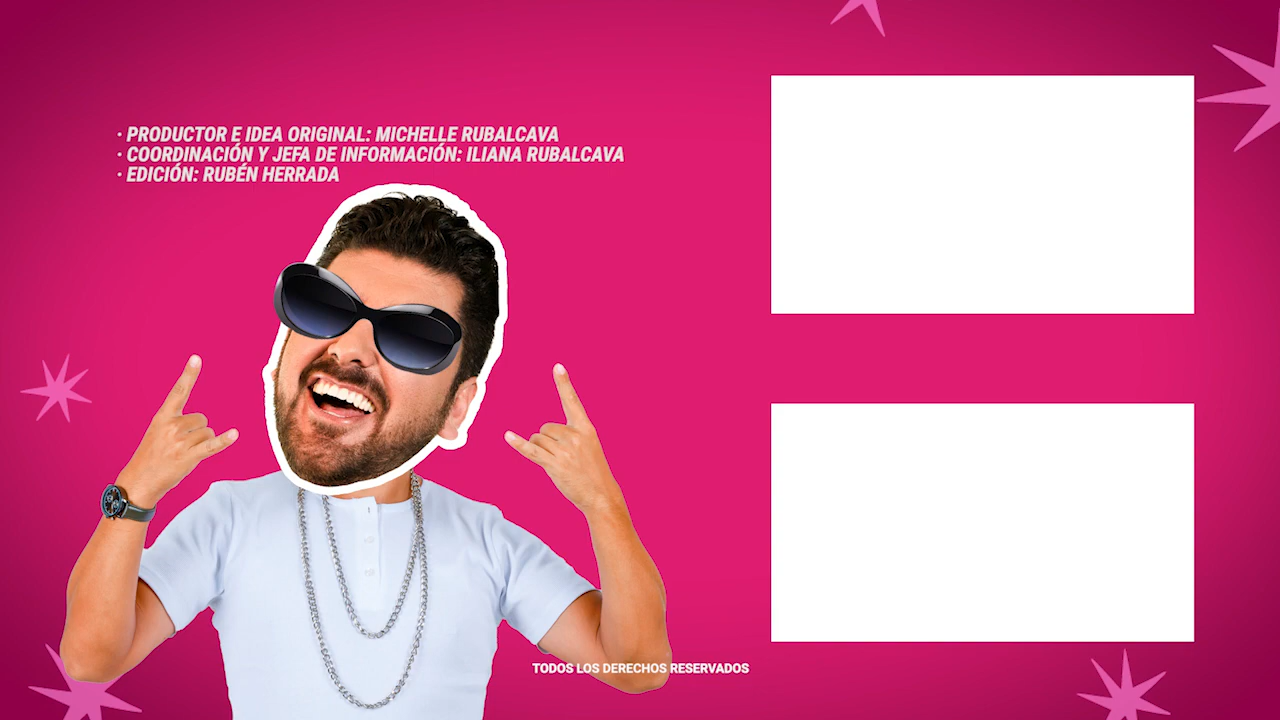 · PRODUCTOR E IDEA ORIGINAL: MICHELLE RUBALCAVA
· COORDINACIÓN Y JEFA DE INFORMACIÓN: ILIANA RUBALCAVA
· EDICIÓN: RUBÉN HERRADA
TODOS LOS DERECHOS RESERVADOS